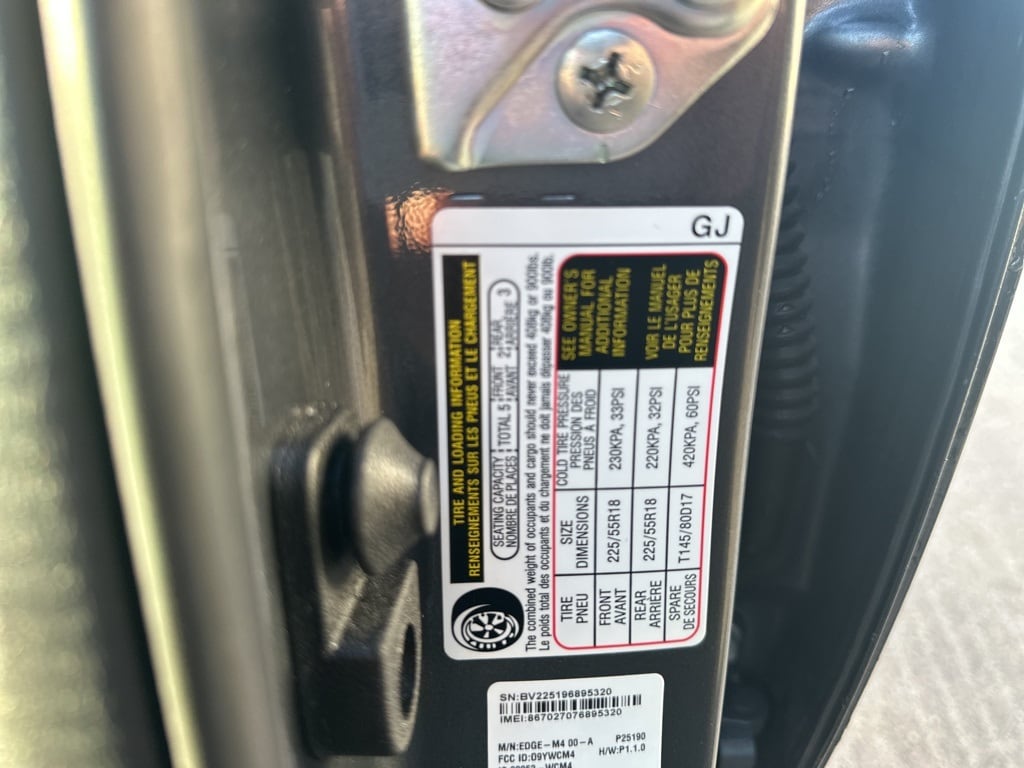 GJ
TIRE AND LOADING INFORMATION
RENSEIGNEMENTS SUR LES PNEUS ET LE CHARGEMENT
SEATING CAPACITY TOTAL 5 FRONT 2 REAR 3
NOMBRE DE PLACES AVANT ARRIÈRE
The combined weight of occupants and cargo should never exceed 408kg or 900lbs.
Le poids total des occupants et du chargement ne doit jamais dépasser 408kg ou 900lb.
TIRE SIZE COLD TIRE PRESSURE
PNEU DIMENSIONS PRESSION DES
PNEUS À FROID
FRONT 225/55R18 230KPA, 33PSI
AVANT
REAR 225/55R18 220KPA, 32PSI
ARRIÈRE
SPARE T145/80D17 420KPA, 60PSI
DE SECOURS
SEE OWNER'S
MANUAL FOR
ADDITIONAL
INFORMATION
VOIR LE MANUEL
DE L'USAGER
POUR PLUS DE
RENSEIGNEMENTS
SN:BV225196895320
IMEI:867027076895320
M/N:EDGE-M4 00-A P25190
FCC ID:O9YWCM4 H/W:P1.1.0